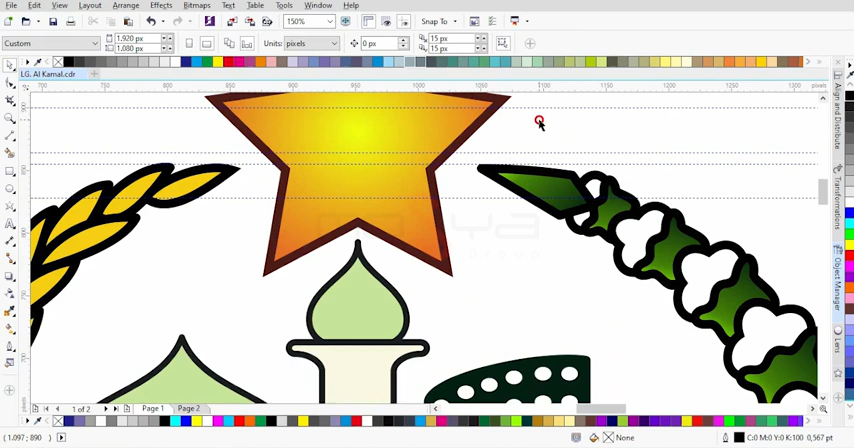 File Edit View Layout Arrange Effects Bitmaps Text Table Tools Window Help
150% Snap To
Custom 1.920 px 1.080 px Units: pixels 0 px 15 px 15 px
LG. Al Kamal.cdr
850 900 950 1000 1050 1100 1150 1200 1250 1300 pixels
Align and Distribute
Transformations
Object Manager
Lens
1 of 2 Page 1 Page 2
( 1.097; 890 ) None C:0 M:0 Y:0 K:100 0,567 pt